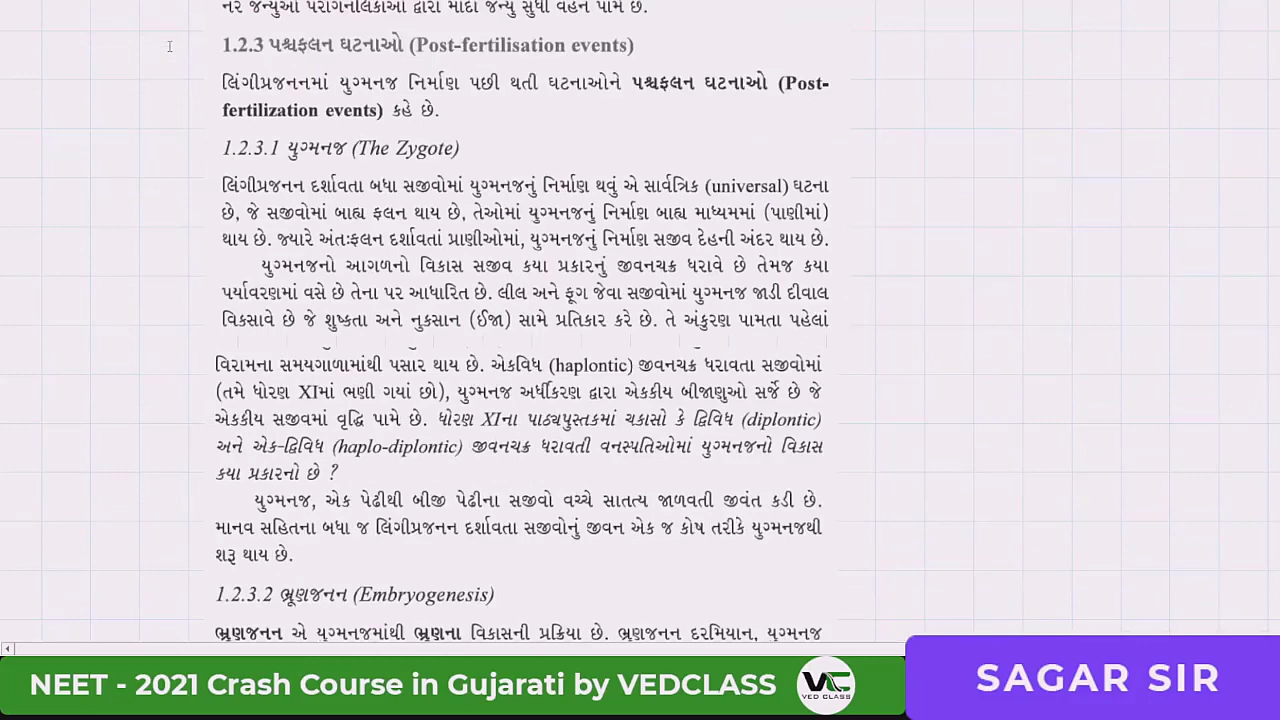 નર જન્યુઓ પરાગનલિકાઓ દ્વારા માદા જન્યુ સુધી વહન પામે છે.
1.2.3 પશ્ચફલન ઘટનાઓ (Post-fertilisation events)
લિંગીપ્રજનનમાં યુગ્મનજ નિર્માણ પછી થતી ઘટનાઓને પશ્ચફલન ઘટનાઓ (Post-
fertilization events) કહે છે.
1.2.3.1 યુગ્મનજ (The Zygote)
લિંગીપ્રજનન દર્શાવતા બધા સજીવોમાં યુગ્મનજનું નિર્માણ થવું એ સાર્વત્રિક (universal) ઘટના
છે, જે સજીવોમાં બાહ્ય ફલન થાય છે, તેઓમાં યુગ્મનજનું નિર્માણ બાહ્ય માધ્યમમાં (પાણીમાં)
થાય છે. જ્યારે અંતઃફલન દર્શાવતાં પ્રાણીઓમાં, યુગ્મનજનું નિર્માણ સજીવ દેહની અંદર થાય છે.
યુગ્મનજનો આગળનો વિકાસ સજીવ કયા પ્રકારનું જીવનચક્ર ધરાવે છે તેમજ કયા
પર્યાવરણમાં વસે છે તેના પર આધારિત છે. લીલ અને ફૂગ જેવા સજીવોમાં યુગ્મનજ જાડી દીવાલ
વિકસાવે છે જે શુષ્કતા અને નુકસાન (ઈજા) સામે પ્રતિકાર કરે છે. તે અંકુરણ પામતા પહેલાં
વિરામના સમયગાળામાંથી પસાર થાય છે. એકવિધ (haplontic) જીવનચક્ર ધરાવતા સજીવોમાં
(તમે ધોરણ XIમાં ભણી ગયાં છો), યુગ્મનજ અર્ધીકરણ દ્વારા એકકીય બીજાણુઓ સર્જે છે જે
એકકીય સજીવમાં વૃદ્ધિ પામે છે. ધોરણ XIના પાઠ્યપુસ્તકમાં ચકાસો કે દ્વિવિધ (diplontic)
અને એક-દ્વિવિધ (haplo-diplontic) જીવનચક્ર ધરાવતી વનસ્પતિઓમાં યુગ્મનજનો વિકાસ
કયા પ્રકારનો છે ?
યુગ્મનજ, એક પેઢીથી બીજી પેઢીના સજીવો વચ્ચે સાતત્ય જાળવતી જીવંત કડી છે.
માનવ સહિતના બધા જ લિંગીપ્રજનન દર્શાવતા સજીવોનું જીવન એક જ કોષ તરીકે યુગ્મનજથી
શરૂ થાય છે.
1.2.3.2 ભ્રૂણજનન (Embryogenesis)
ભ્રૂણજનન એ યુગ્મનજમાંથી ભ્રૂણના વિકાસની પ્રક્રિયા છે. ભ્રૂણજનન દરમિયાન, યુગ્મનજ
NEET - 2021 Crash Course in Gujarati by VEDCLASS
VC
VED CLASS
SAGAR SIR